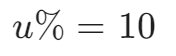 u% = 10